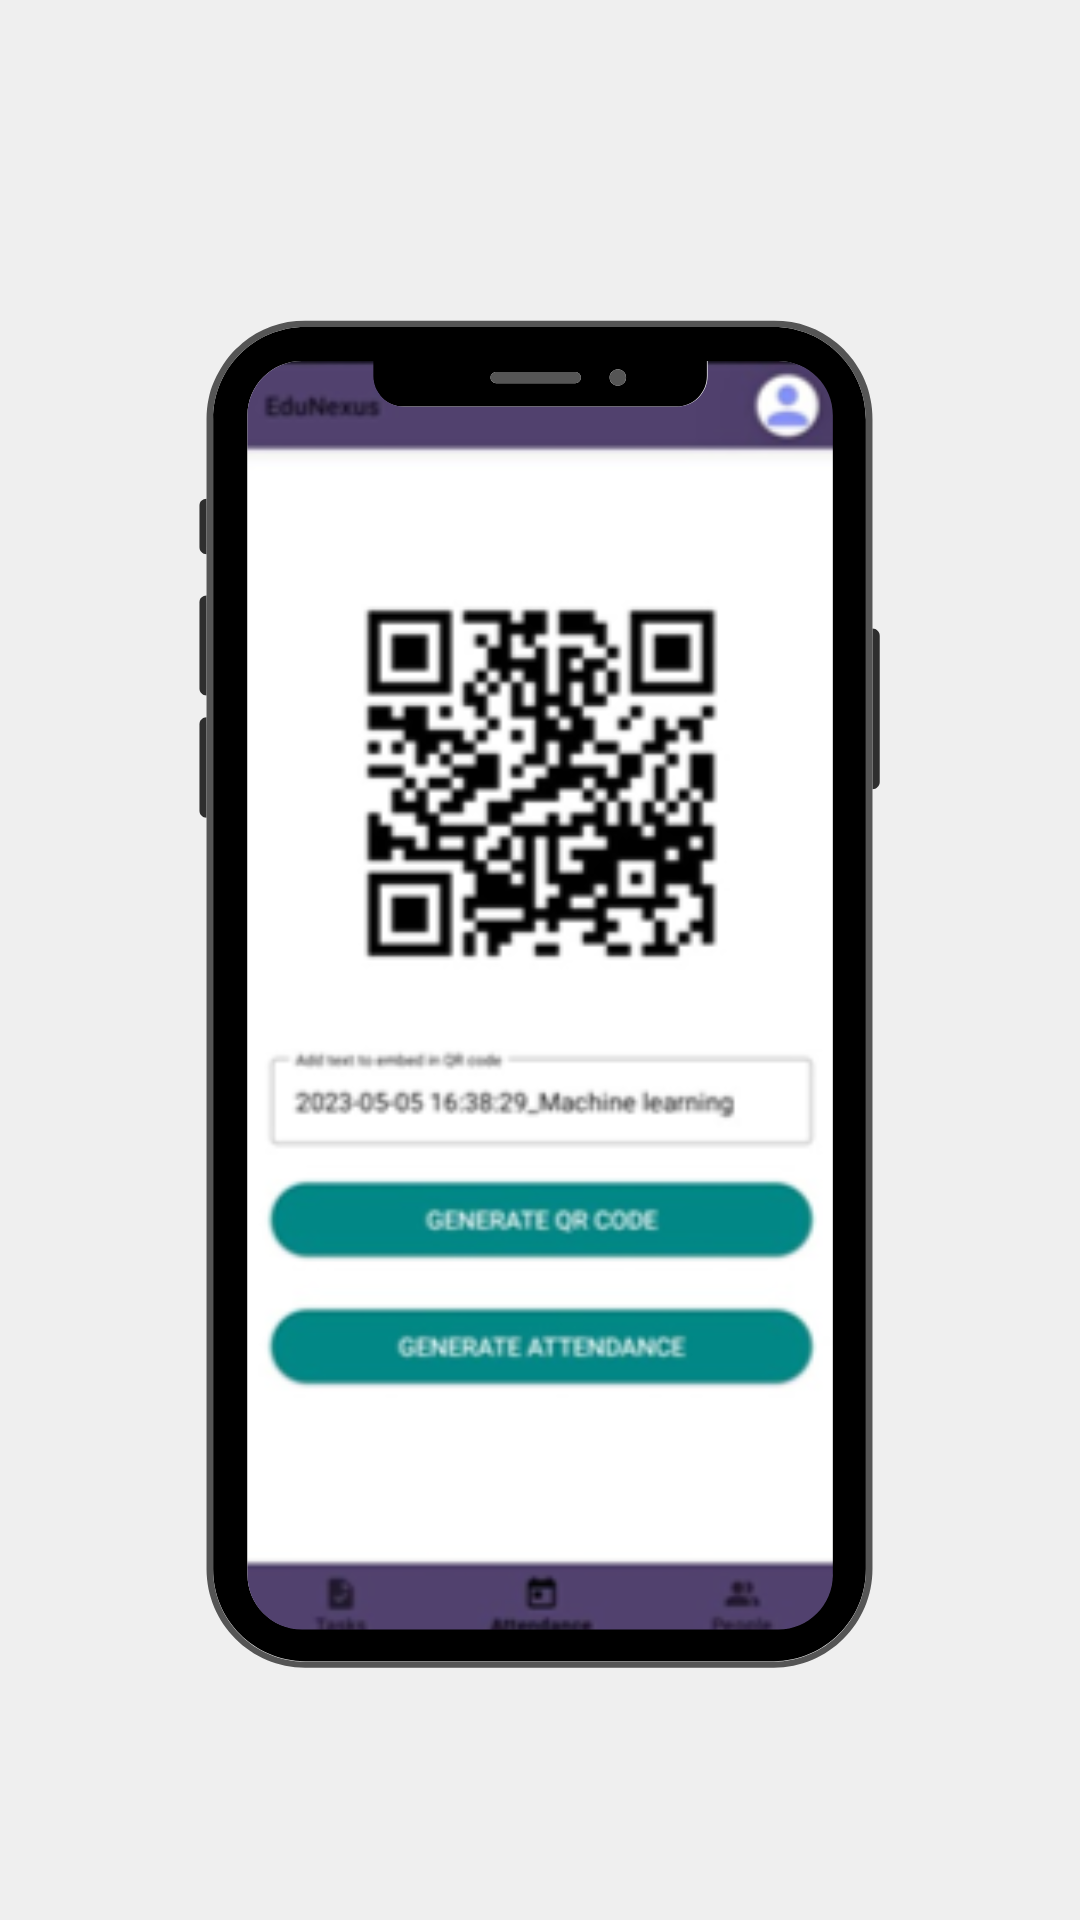 EduNexus
Add text to embed in QR code
2023-05-05 16:38:29_Machine learning
GENERATE QR CODE
GENERATE ATTENDANCE
Tasks Attendance People